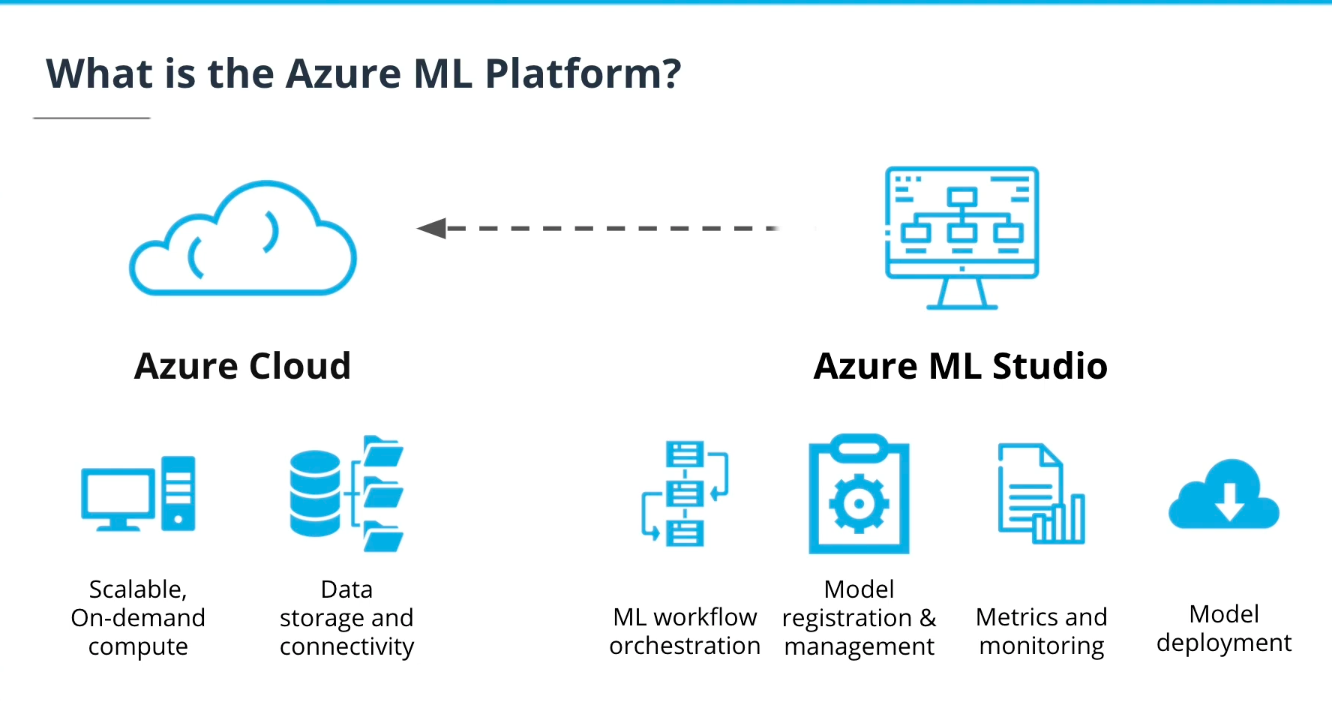 What is the Azure ML Platform?
Azure Cloud
Azure ML Studio
Scalable,
On-demand
compute
Data
storage and
connectivity
ML workflow
orchestration
Model
registration &
management
Metrics and
monitoring
Model
deployment